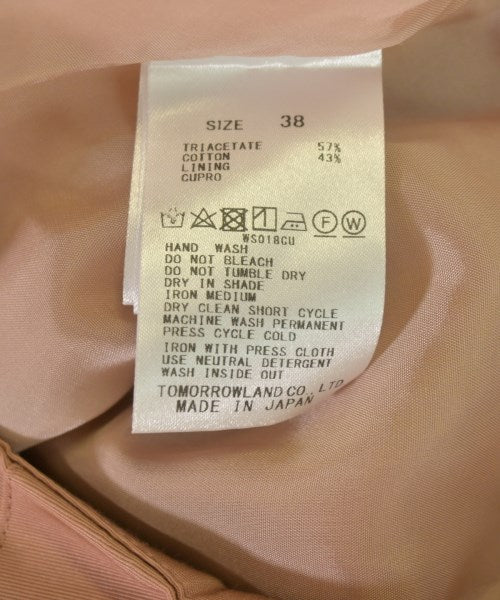 SIZE 38
TRIACETATE 57%
COTTON 43%
LINING
CUPRO
F W
WS018CU
HAND WASH
DO NOT BLEACH
DO NOT TUMBLE DRY
DRY IN SHADE
IRON MEDIUM
DRY CLEAN SHORT CYCLE
MACHINE WASH PERMANENT
PRESS CYCLE COLD
IRON WITH PRESS CLOTH
USE NEUTRAL DETERGENT
WASH INSIDE OUT
TOMORROWLAND CO., LTD.
MADE IN JAPAN